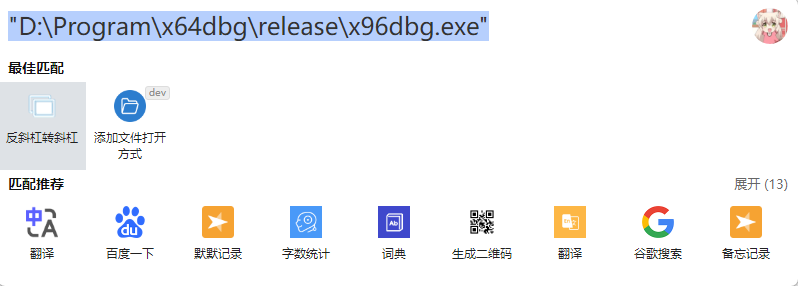 "D:\Program\x64dbg\release\x96dbg.exe"
最佳匹配
dev
反斜杠转斜杠
添加文件打开
方式
匹配推荐
展开 (13)
A
du
Ab
翻译
百度一下
默默记录
字数统计
词典
生成二维码
翻译
谷歌搜索
备忘记录